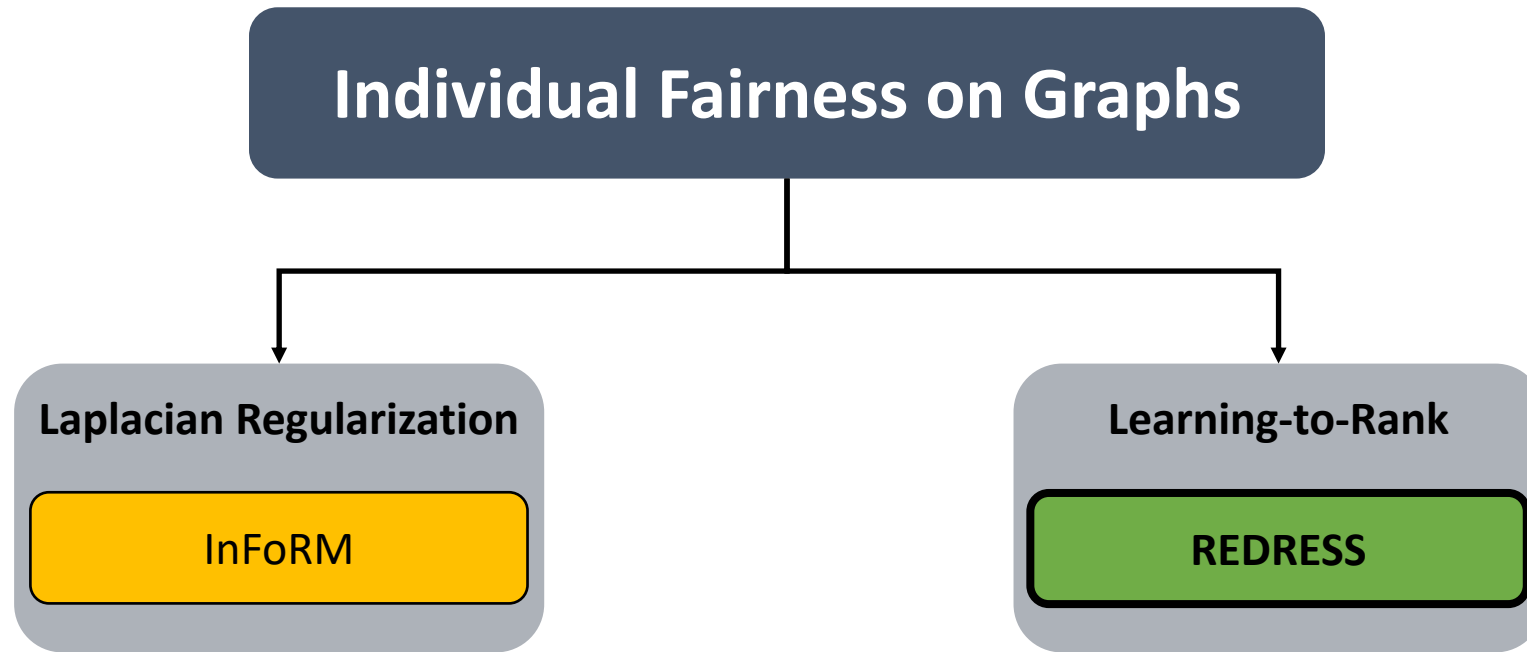 Individual Fairness on Graphs
Laplacian Regularization
Learning-to-Rank
InFoRM
REDRESS